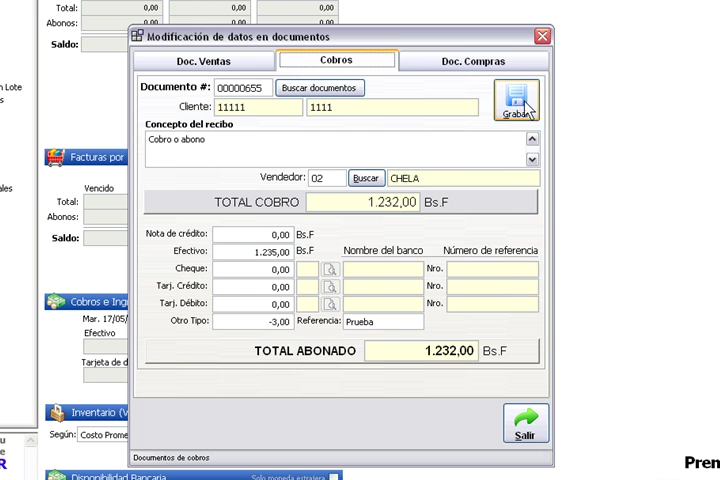 Total: 0,00 0,00
Abonos: 0,00 0,00
Saldo:
n Lote
s
Facturas por
ales
Vencido
Total:
Abonos:
Saldo:
Cobros e Ing
Mar. 17/05/
Efectivo
Tarjeta de d
Inventario (V
Según: Costo Prome
u
e
R
Disponibilidad Bancaria Solo moneda extrajera
Modificación de datos en documentos
Doc. Ventas Cobros Doc. Compras
Documento #: 00000655 Buscar documentos
Cliente: 11111 1111
Grabar
Concepto del recibo
Cobro o abono
Vendedor: 02 Buscar CHELA
TOTAL COBRO 1.232,00 Bs.F
Nota de crédito: 0,00 Bs.F
Efectivo: 1.235,00 Bs.F Nombre del banco Número de referencia
Cheque: 0,00 Nro.
Tarj. Crédito: 0,00 Nro.
Tarj. Débito: 0,00 Nro.
Otro Tipo: -3,00 Referencia: Prueba
TOTAL ABONADO 1.232,00 Bs.F
Salir
Documentos de cobros
Prem